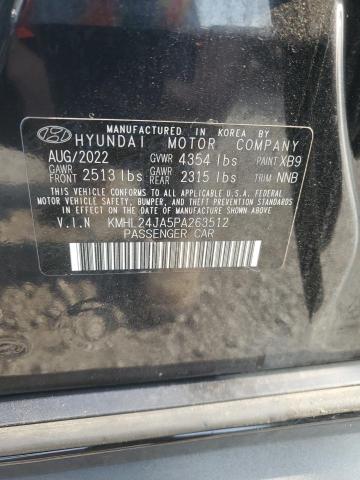 MANUFACTURED IN KOREA BY
HYUNDAI MOTOR COMPANY
AUG/2022 GVWR 4354 lbs PAINT XB9
GAWR FRONT 2513 lbs GAWR REAR 2315 lbs TRIM NNB
THIS VEHICLE CONFORMS TO ALL APPLICABLE U.S.A. FEDERAL
MOTOR VEHICLE SAFETY, BUMPER, AND THEFT PREVENTION
STANDARDS IN EFFECT ON THE DATE OF MANUFACTURE SHOWN ABOVE.
V.I.N KMHL24JA5PA263512
PASSENGER CAR